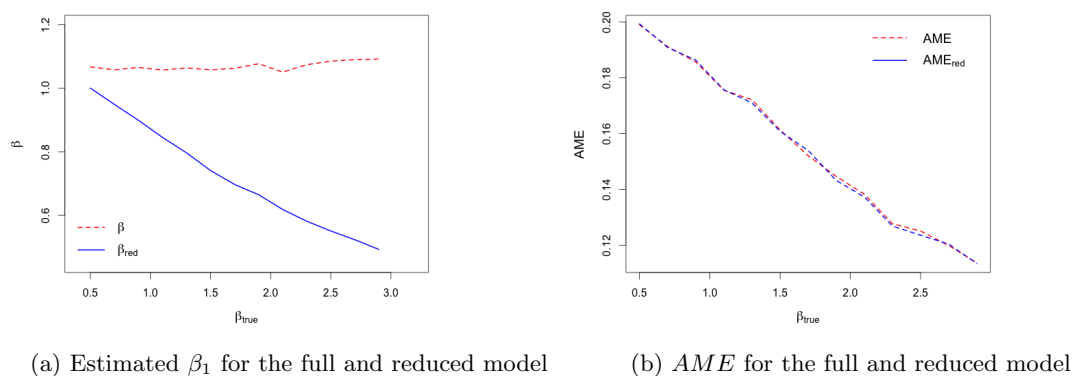 1.2
1.0
0.8
0.6
β
β
βred
0.5 1.0 1.5 2.0 2.5 3.0
βtrue
(a) Estimated β1 for the full and reduced model
0.20
0.18
0.16
0.14
0.12
AME
AME
AMEred
0.5 1.0 1.5 2.0 2.5
βtrue
(b) AME for the full and reduced model